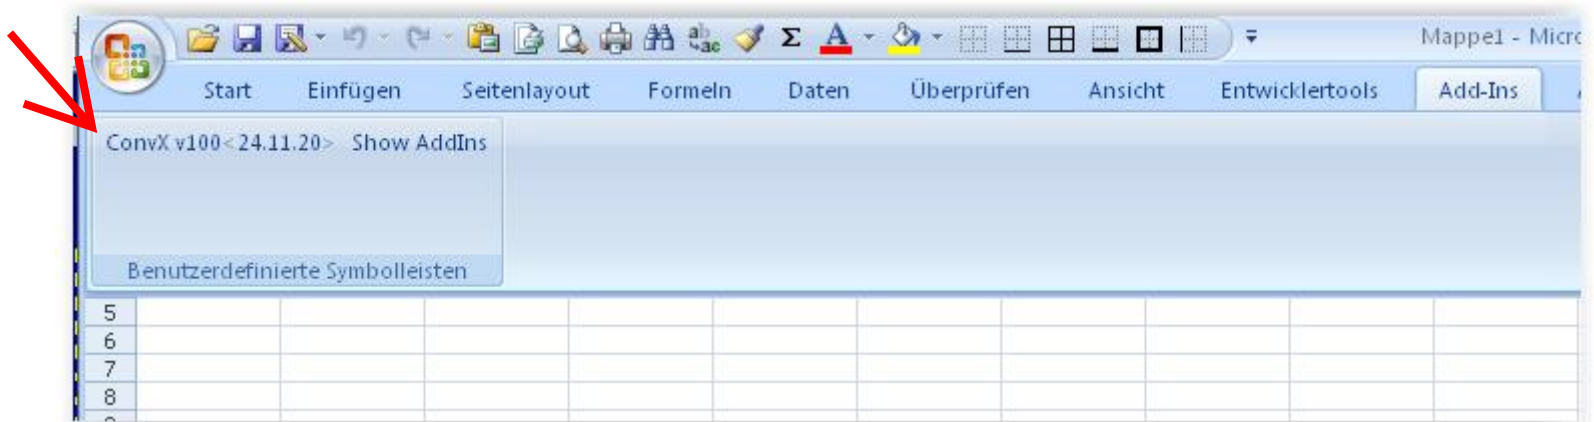 Mappe1 - Micro
Start Einfügen Seitenlayout Formeln Daten Überprüfen Ansicht Entwicklertools Add-Ins
ConvX v100<24.11.20> Show AddIns
Benutzerdefinierte Symbolleisten
5
6
7
8